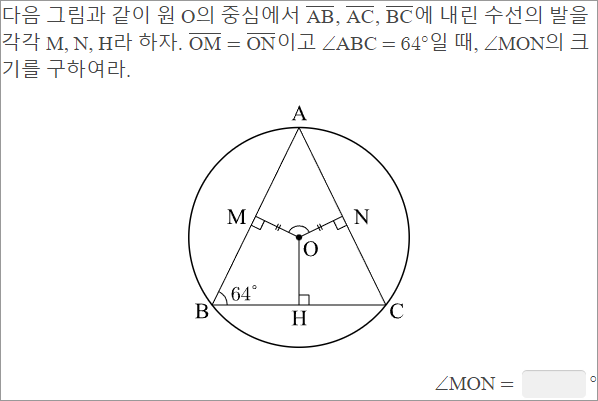 다음 그림과 같이 원 O의 중심에서 AB, AC, BC에 내린 수선의 발을
각각 M, N, H라 하자. OM = ON이고 ∠ABC = 64°일 때, ∠MON의 크
기를 구하여라.
A
M
N
O
64°
B
H
C
∠MON = °